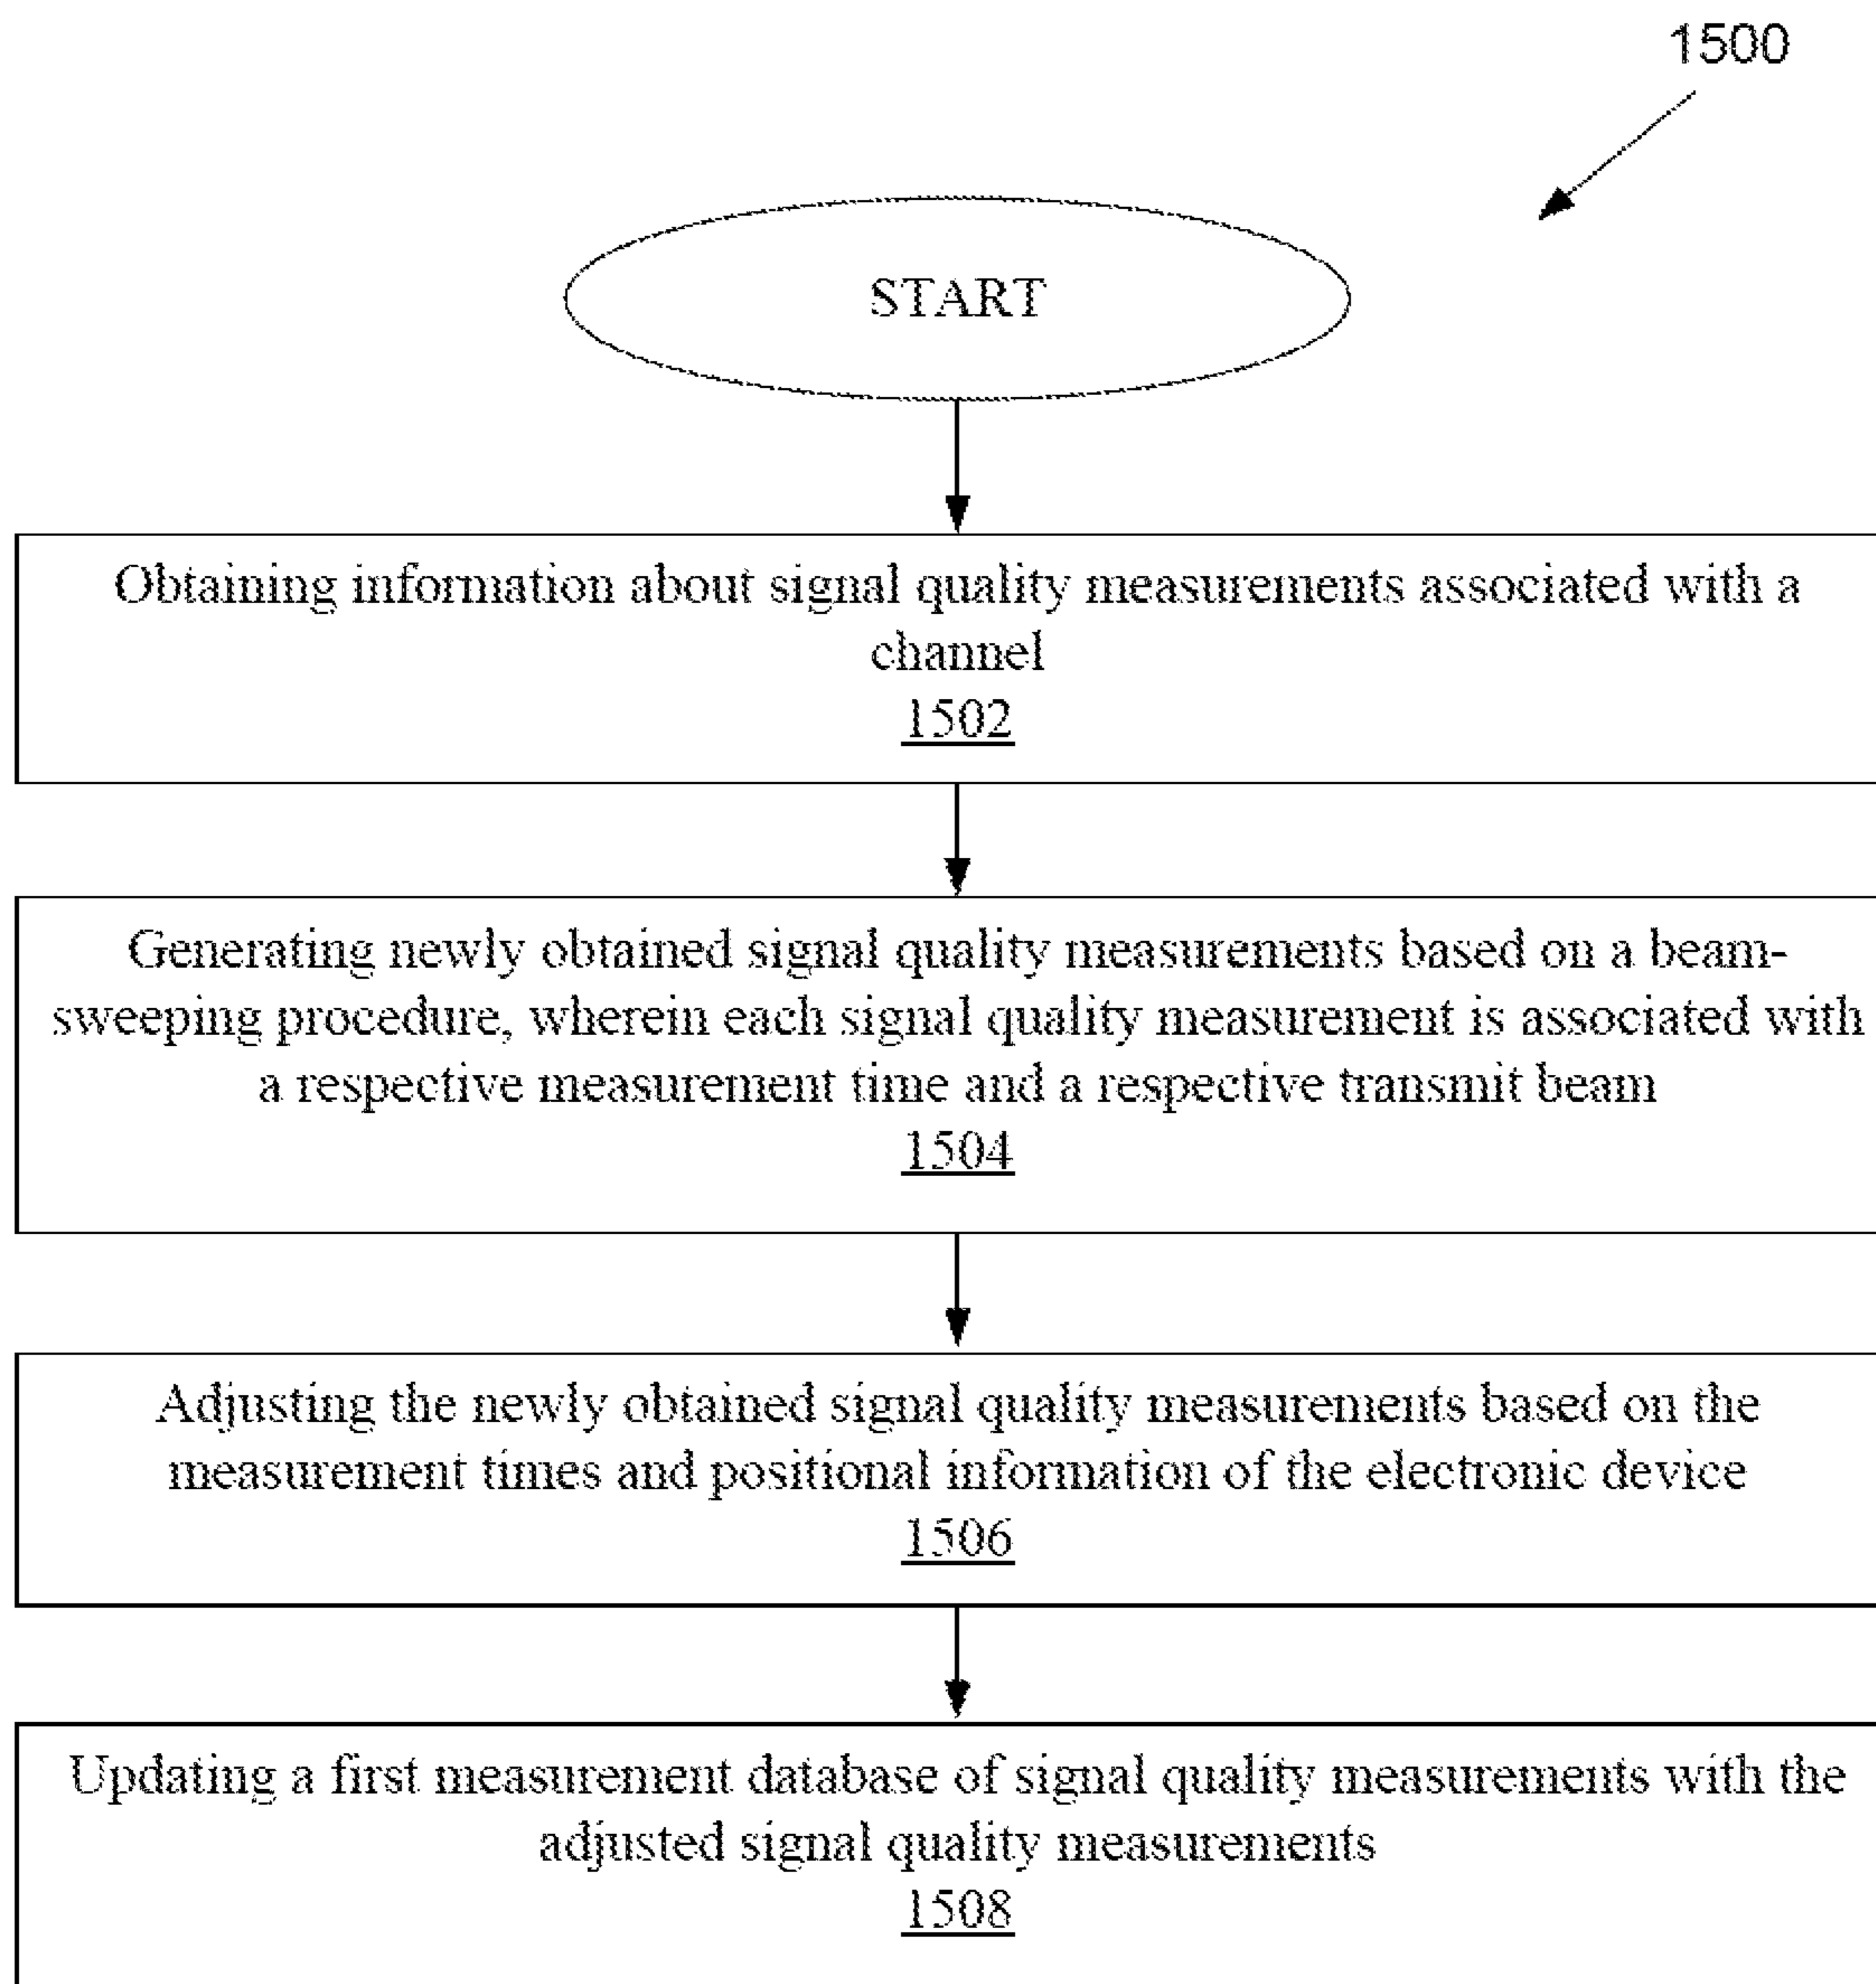 1500
START
Obtaining information about signal quality measurements associated with a
channel
1502
Generating newly obtained signal quality measurements based on a beam-
sweeping procedure, wherein each signal quality measurement is associated with
a respective measurement time and a respective transmit beam
1504
Adjusting the newly obtained signal quality measurements based on the
measurement times and positional information of the electronic device
1506
Updating a first measurement database of signal quality measurements with the
adjusted signal quality measurements
1508